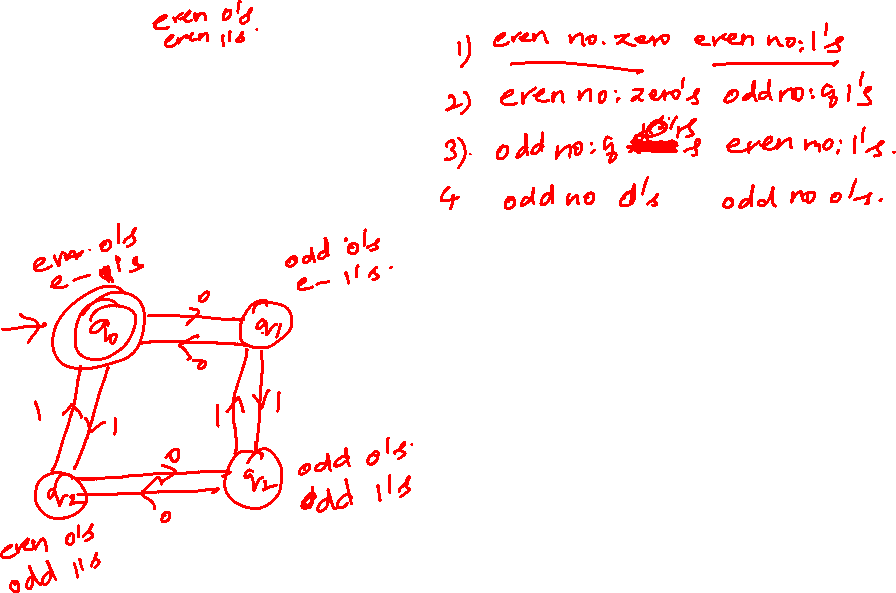 even 0's
even 1's.
1) even no. zero even no: 1's
2) even no: zero's odd no: of 1's
3). odd no: of 0's even no: 1's.
4 odd no 0's odd no 0's.
even 0's
e- 1's
odd 0's
e- 1's.
0
q0
q1
0
1
1
1
1
0
q2
q2
0
odd 0's.
odd 1's
even 0's
odd 1's